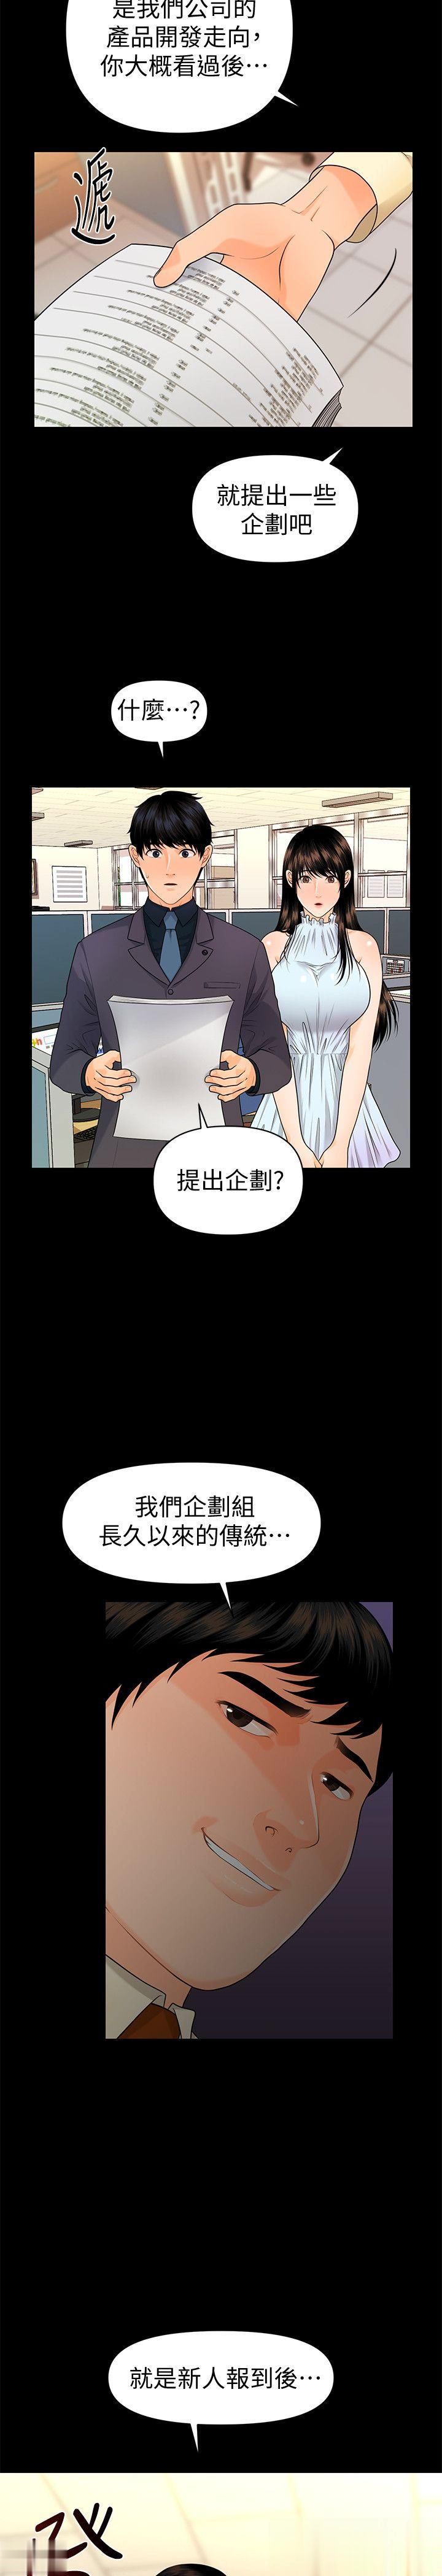 是我們公司的
產品開發走向,
你大概看過後⋯
遞
就提出一些
企劃吧
什麼⋯?
提出企劃?
我們企劃組
長久以來的傳統⋯
就是新人報到後⋯